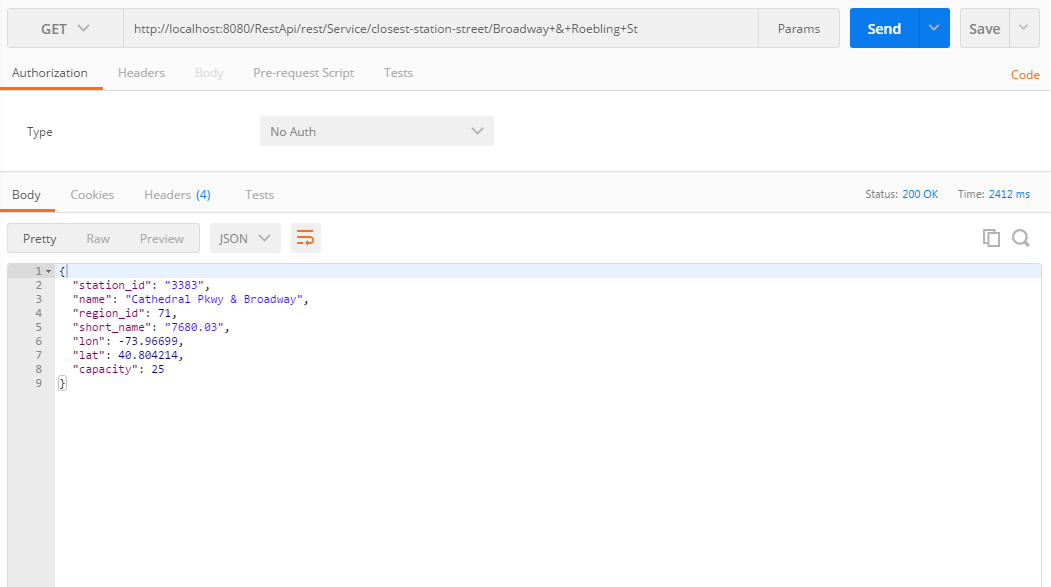 GET http://localhost:8080/RestApi/rest/Service/closest-station-street/Broadway+&+Roebling+St Params Send Save
Authorization Headers Body Pre-request Script Tests Code
Type No Auth
Body Cookies Headers (4) Tests Status: 200 OK Time: 2412 ms
Pretty Raw Preview JSON
1 {
2 "station_id": "3383",
3 "name": "Cathedral Pkwy & Broadway",
4 "region_id": 71,
5 "short_name": "7680.03",
6 "lon": -73.96699,
7 "lat": 40.804214,
8 "capacity": 25
9 }